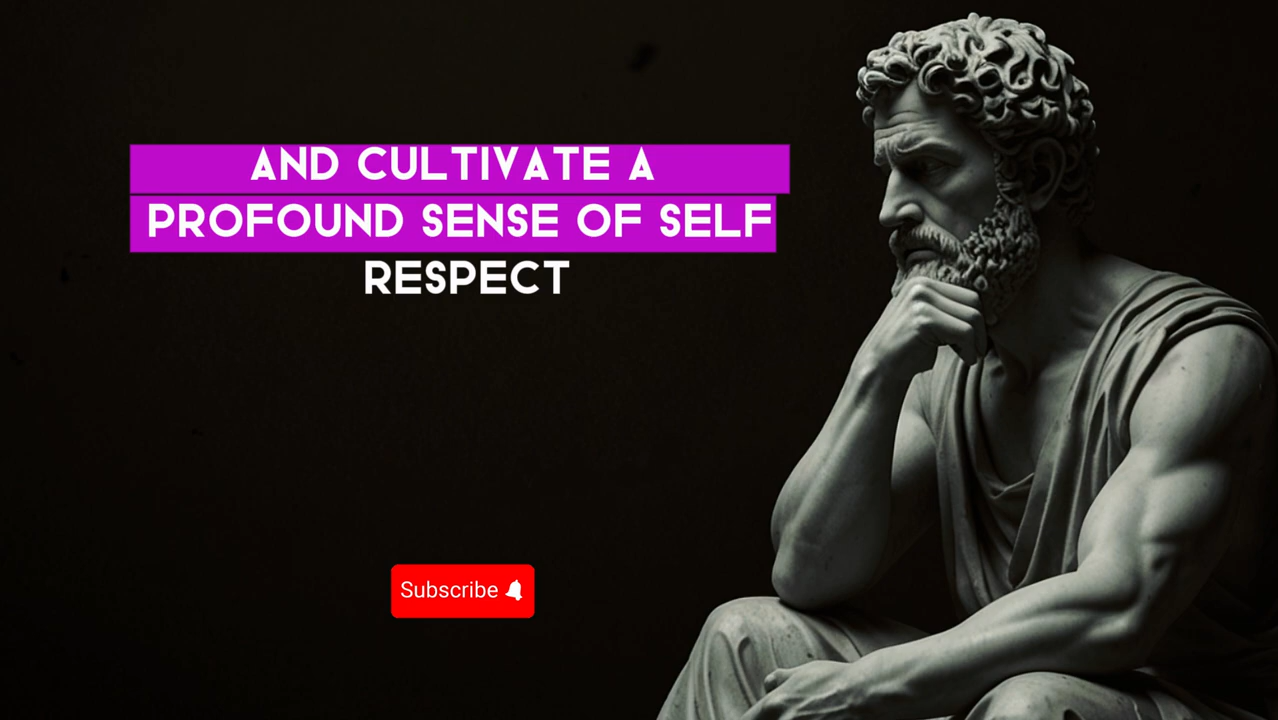 AND CULTIVATE A
PROFOUND SENSE OF SELF
RESPECT
Subscribe